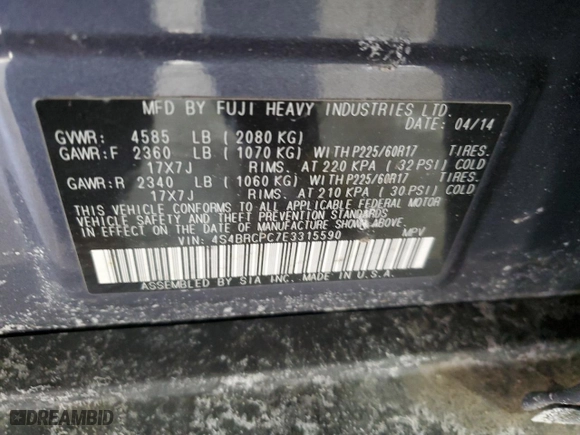 MFD BY FUJI HEAVY INDUSTRIES LTD.
DATE: 04/14
GVWR: 4585 LB ( 2080 KG)
GAWR:F 2360 LB ( 1070 KG) WITH P225/60R17 TIRES.
17X7J RIMS. AT 220 KPA ( 32 PSI) COLD
GAWR:R 2340 LB ( 1060 KG) WITH P225/60R17 TIRES.
17X7J RIMS. AT 210 KPA ( 30 PSI) COLD
THIS VEHICLE CONFORMS TO ALL APPLICABLE FEDERAL MOTOR
VEHICLE SAFETY AND THEFT PREVENTION STANDARDS
IN EFFECT ON THE DATE OF MANUFACTURE SHOWN ABOVE.
VIN: 4S4BRCPC7E3315590 MPV
ASSEMBLED BY SIA INC. MADE IN U.S.A.
DREAMBID